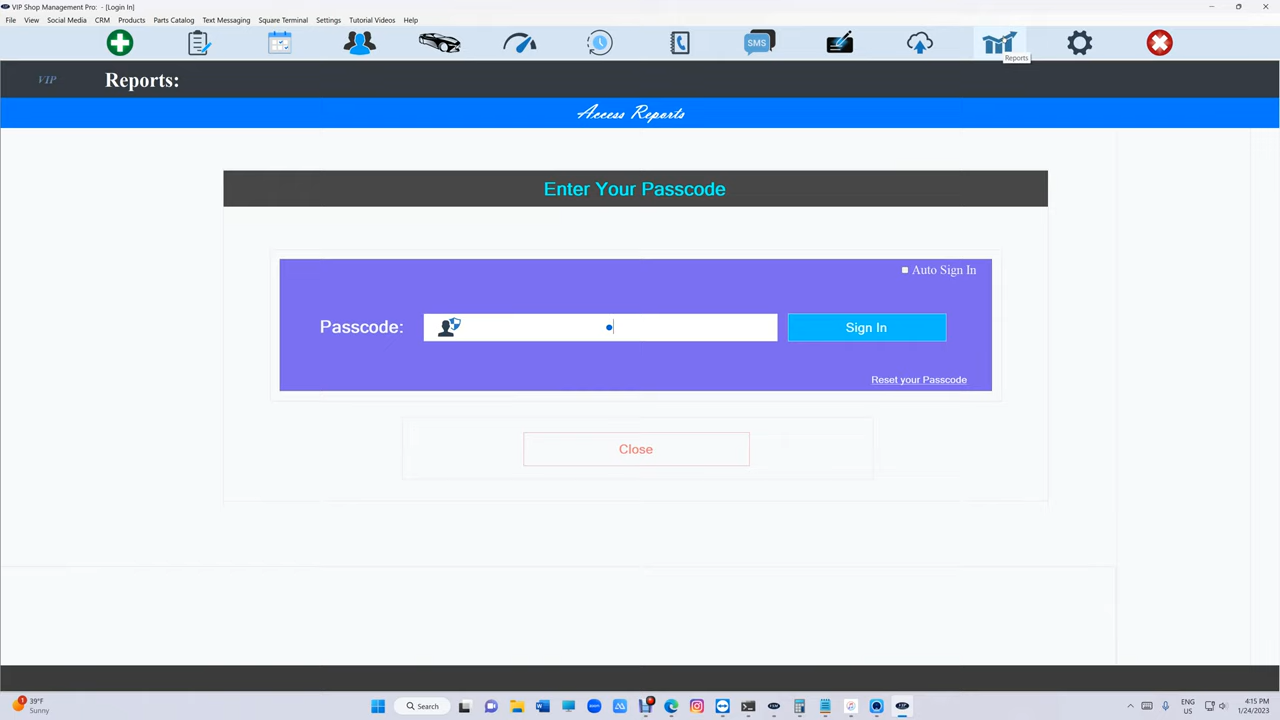 VIP Shop Management Pro: - [Login In]
File View Social Media CRM Products Parts Catalog Text Messaging Square Terminal Settings Tutorial Videos Help
SMS
Reports
VIP Reports:
Access Reports
Enter Your Passcode
Auto Sign In
Passcode: Sign In
Reset your Passcode
Close
39°F
Sunny
Search
ENG
US
4:15 PM
1/24/2023